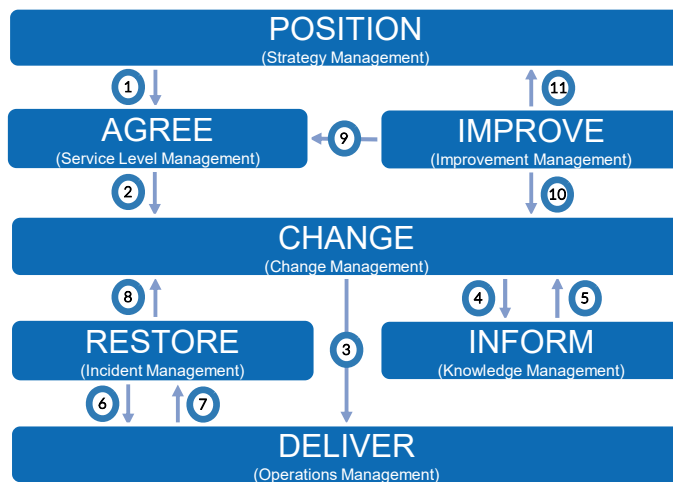 POSITION
(Strategy Management)
1
11
AGREE
(Service Level Management)
9
IMPROVE
(Improvement Management)
2
10
CHANGE
(Change Management)
8
4
5
RESTORE
(Incident Management)
3
INFORM
(Knowledge Management)
6
7
DELIVER
(Operations Management)